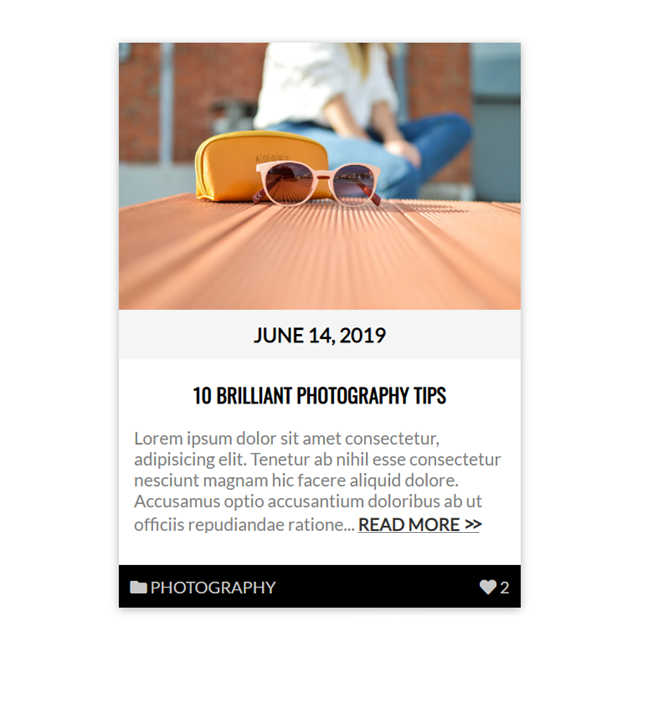 JUNE 14, 2019
10 BRILLIANT PHOTOGRAPHY TIPS
Lorem ipsum dolor sit amet consectetur,
adipisicing elit. Tenetur ab nihil esse consectetur
nesciunt magnam hic facere aliquid dolore.
Accusamus optio accusantium doloribus ab ut
officiis repudiandae ratione... READ MORE >>
PHOTOGRAPHY 2